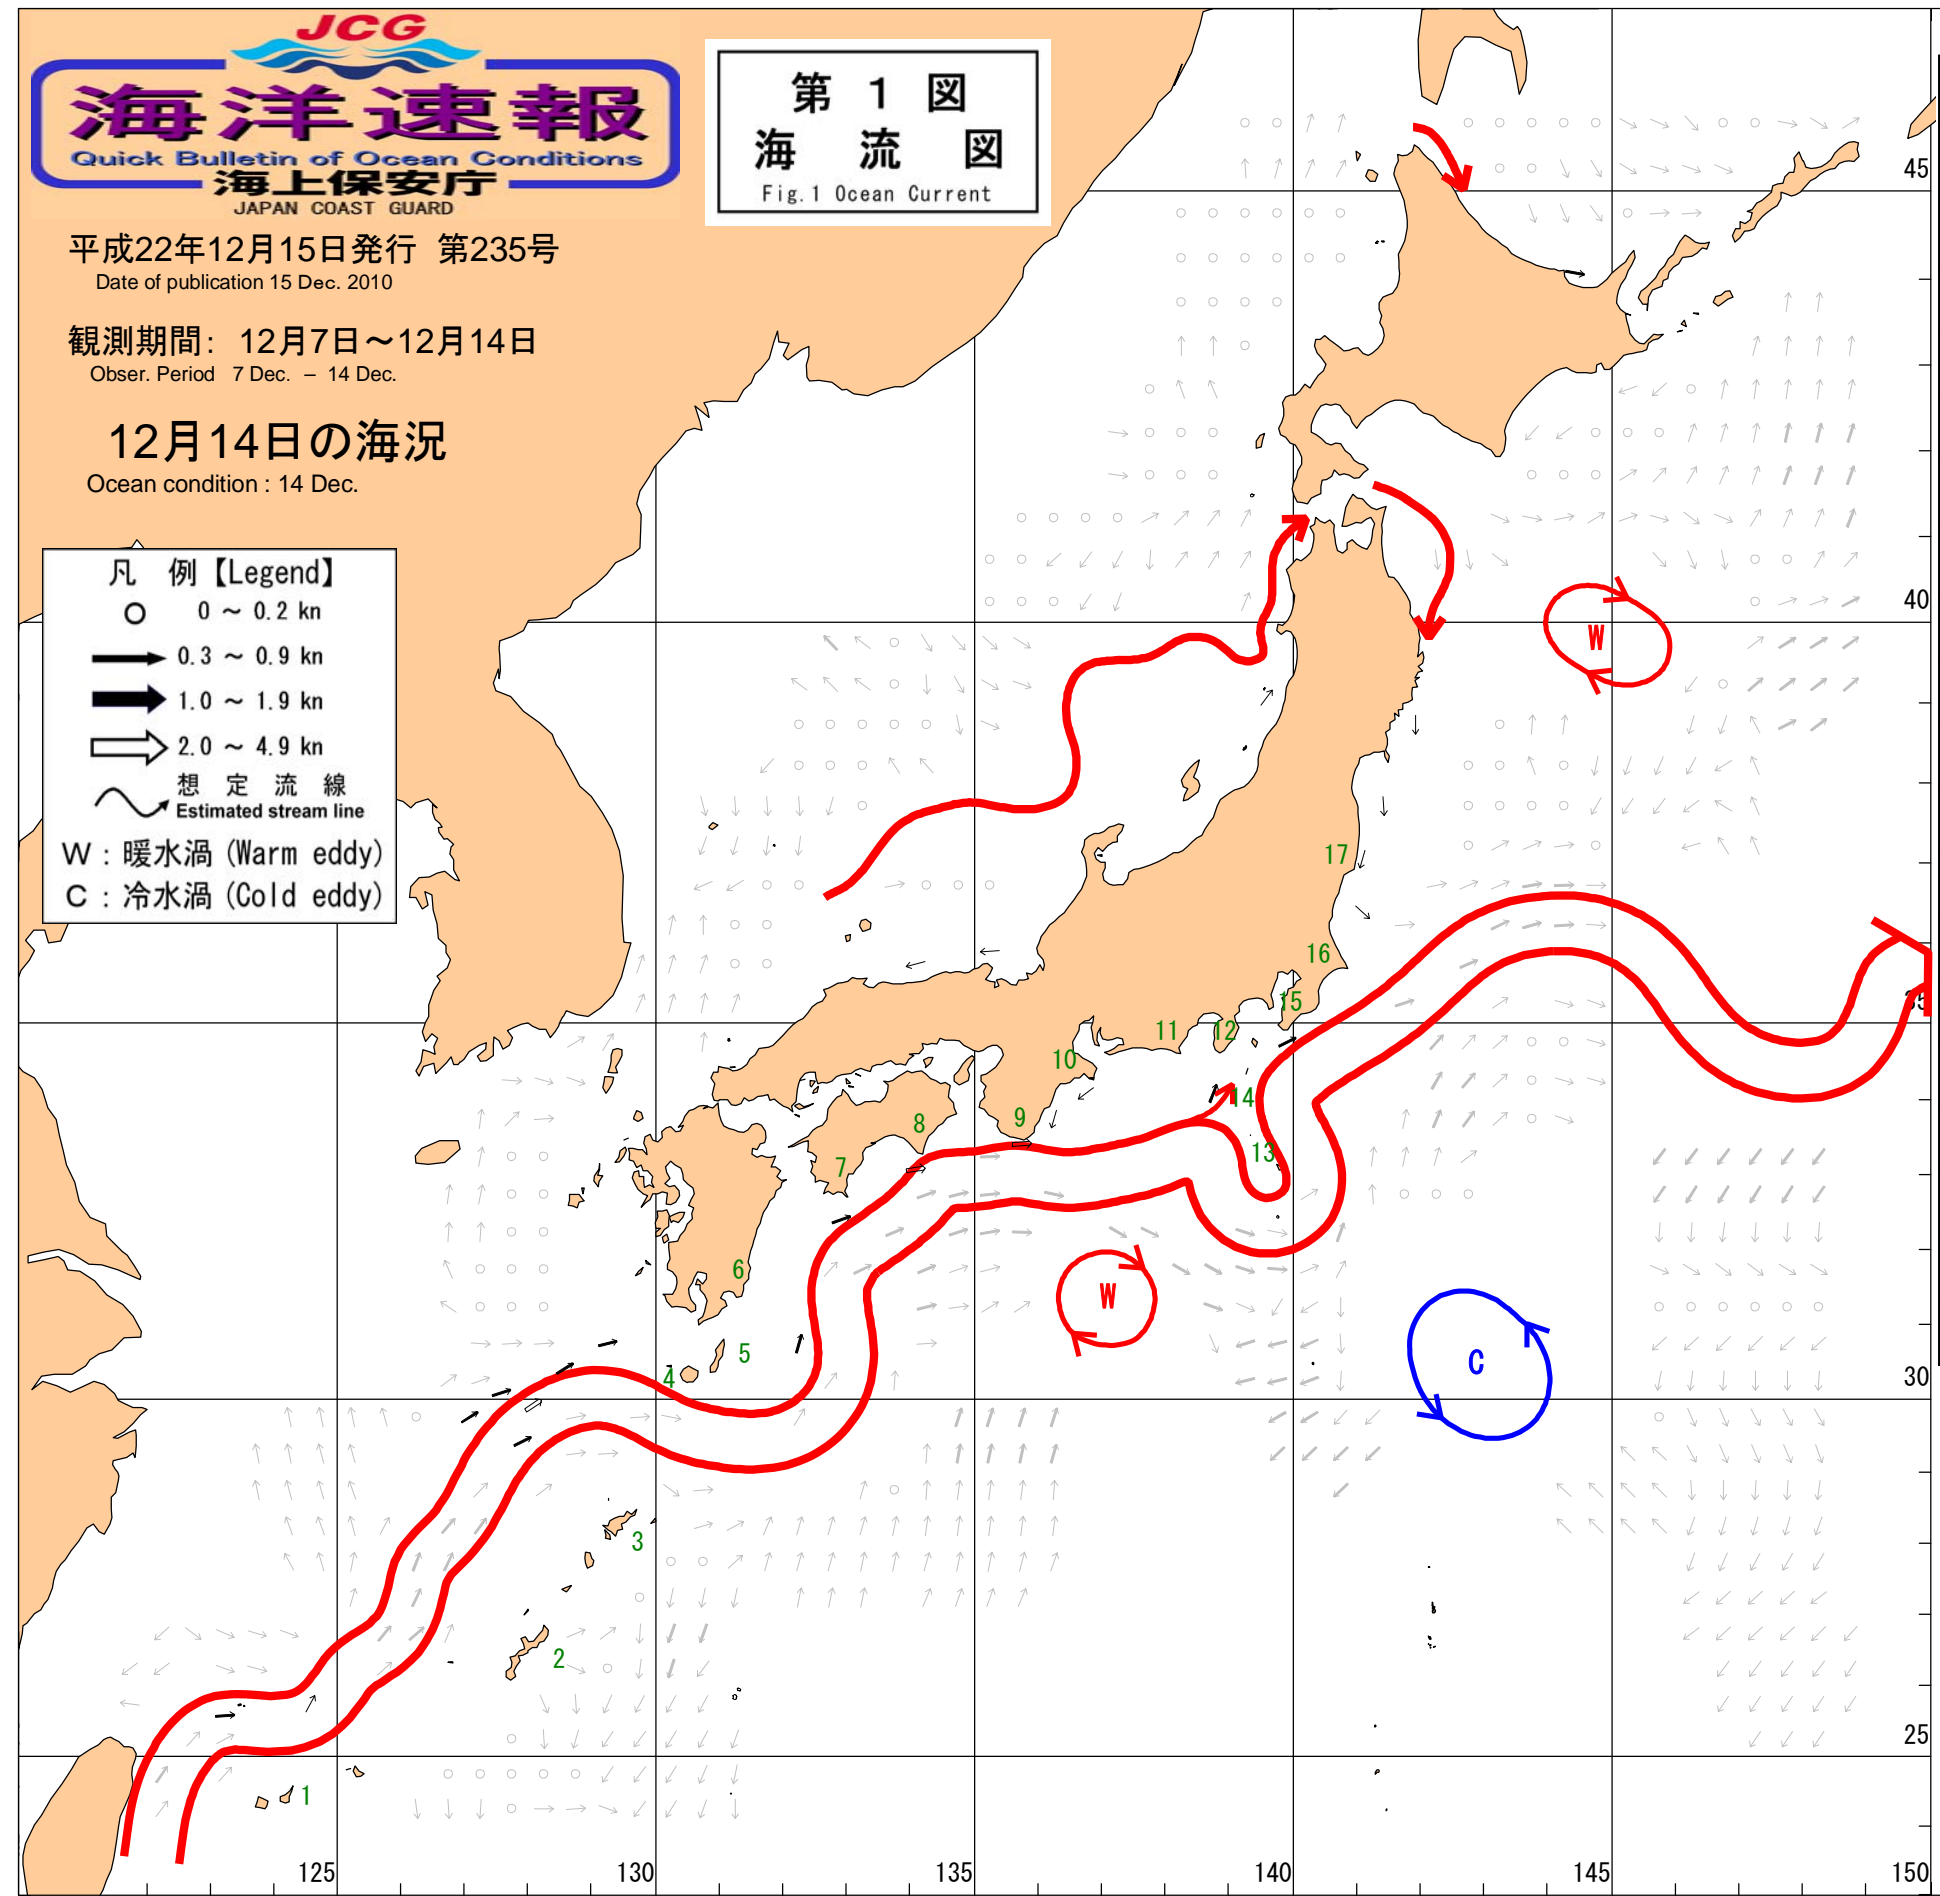 JCG
海洋速報
Quick Bulletin of Ocean Conditions
海上保安庁
JAPAN COAST GUARD
第 1 図
海 流 図
Fig.1 Ocean Current
平成22年12月15日発行 第235号
Date of publication 15 Dec. 2010
観測期間： 12月7日～12月14日
Obser. Period 7 Dec. – 14 Dec.
12月14日の海況
Ocean condition : 14 Dec.
凡 例【Legend】
0 ～ 0.2 kn
0.3 ～ 0.9 kn
1.0 ～ 1.9 kn
2.0 ～ 4.9 kn
想 定 流 線
Estimated stream line
W : 暖水渦 (Warm eddy)
C : 冷水渦 (Cold eddy)
45
40
W
17
16
35
15
11
12
10
14
9
8
13
7
6
W
5
C
4
30
3
2
25
1
125
130
135
140
145
150